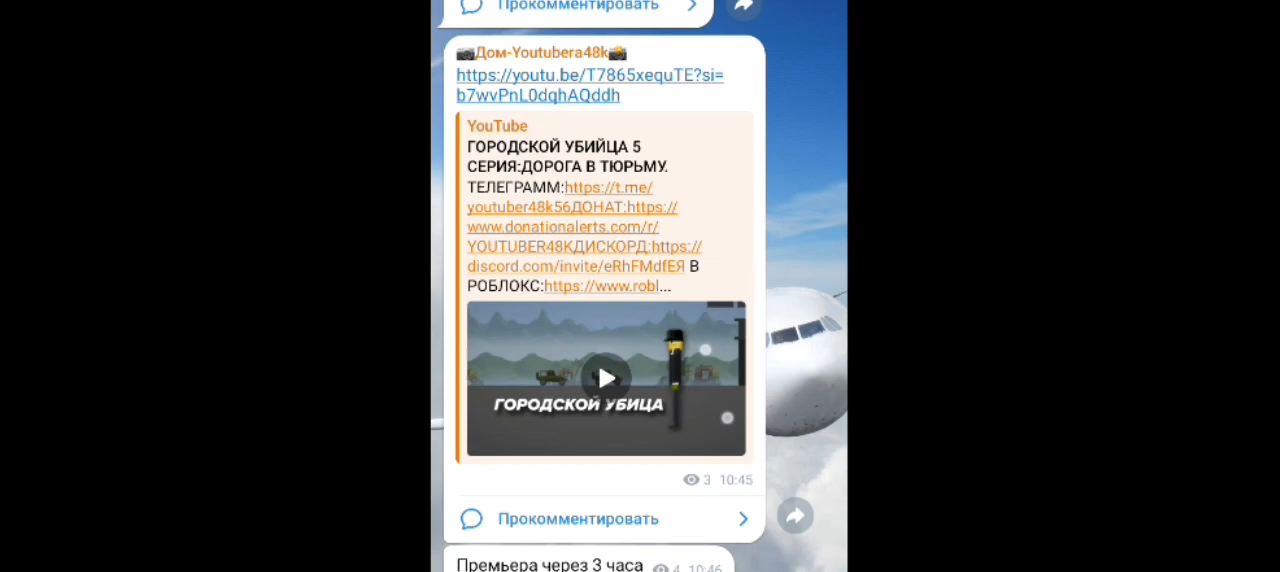 Прокомментировать
📷Дом-Youtubera48k📸
https://youtu.be/T7865xequTE?si=
b7wvPnL0dqhAQddh
YouTube
ГОРОДСКОЙ УБИЙЦА 5
СЕРИЯ:ДОРОГА В ТЮРЬМУ.
ТЕЛЕГРАММ:https://t.me/
youtuber48k56ДОНАТ:https://
www.donationalerts.com/r/
YOUTUBER48KДИСКОРД:https://
discord.com/invite/eRhFMdfEЯ В
РОБЛОКС:https://www.robl...
ГОРОДСКОЙ УБИЦА
3 10:45
Прокомментировать
Премьера через 3 часа 4 10:46